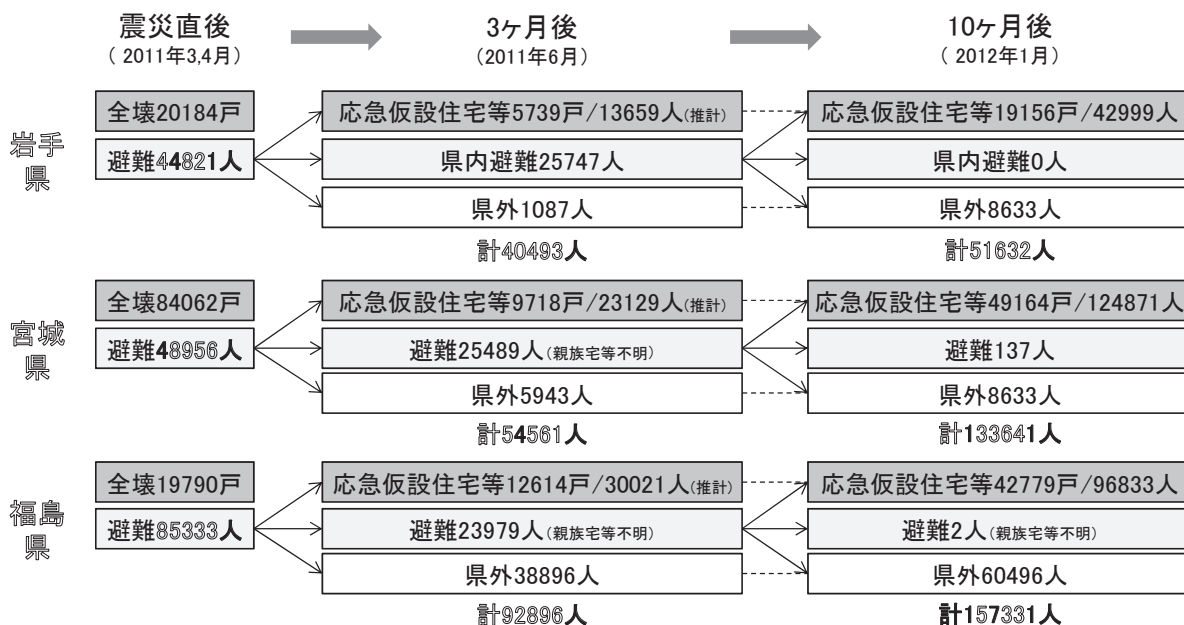 震災直後
(2011年3,4月)
3ヶ月後
(2011年6月)
10ヶ月後
(2012年1月)
岩手
県
全壊20184戸
避難44821人
応急仮設住宅等5739戸/13659人(推計)
県内避難25747人
県外1087人
計40493人
応急仮設住宅等19156戸/42999人
県内避難0人
県外8633人
計51632人
宮城
県
全壊84062戸
避難48956人
応急仮設住宅等9718戸/23129人(推計)
避難25489人(親族宅等不明)
県外5943人
計54561人
応急仮設住宅等49164戸/124871人
避難137人
県外8633人
計133641人
福島
県
全壊19790戸
避難85333人
応急仮設住宅等12614戸/30021人(推計)
避難23979人(親族宅等不明)
県外38896人
計92896人
応急仮設住宅等42779戸/96833人
避難2人(親族宅等不明)
県外60496人
計157331人